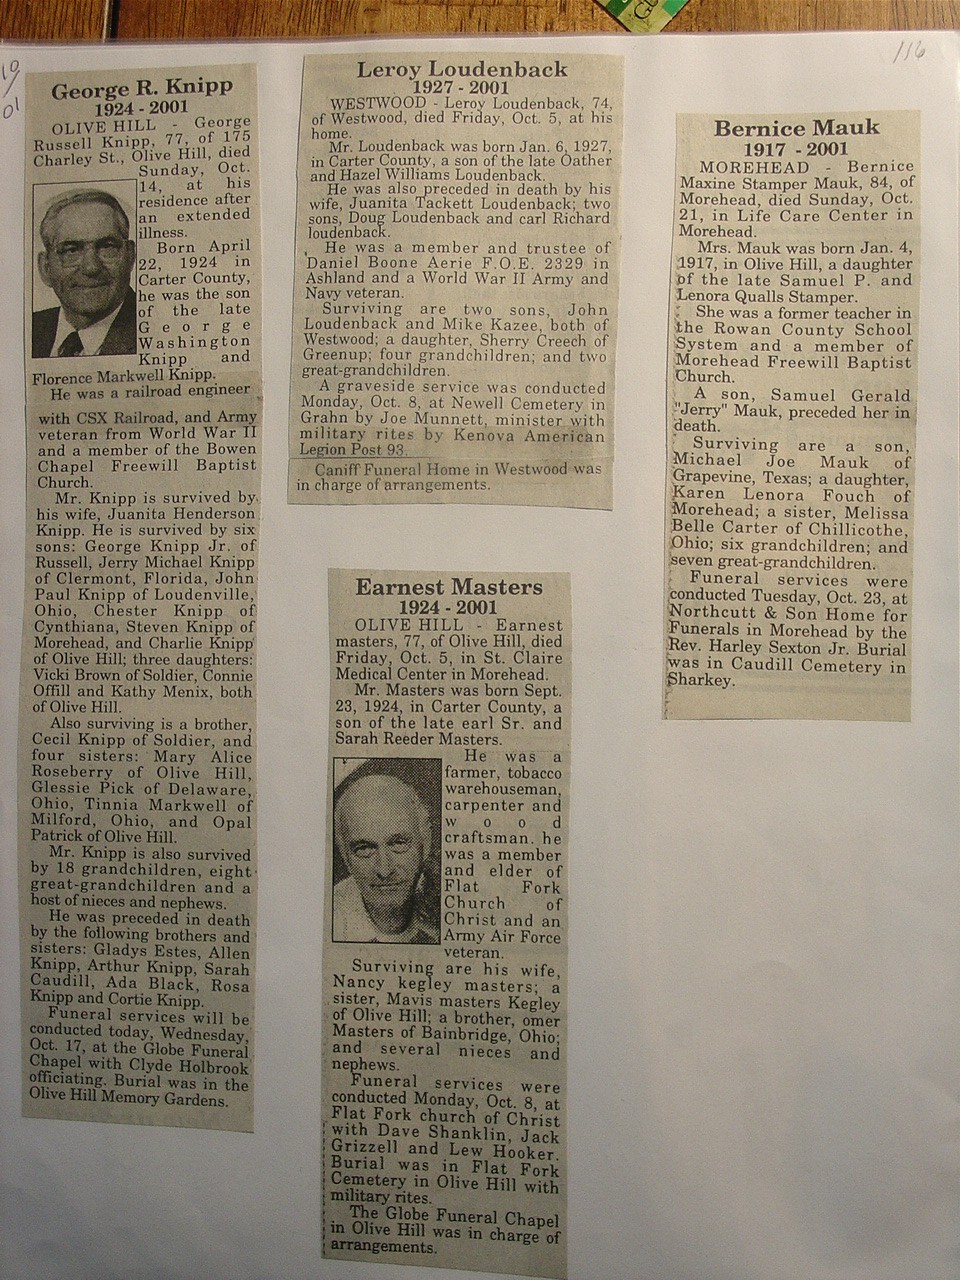 10/01
116
George R. Knipp
1924 - 2001
OLIVE HILL - George
Russell Knipp, 77, of 175
Charley St., Olive Hill, died
Sunday, Oct.
14, at his
residence after
an extended
illness.
Born April
22, 1924 in
Carter County,
he was the son
of the late
George
Washington
Knipp and
Florence Markwell Knipp.
He was a railroad engineer
with CSX Railroad, and Army
veteran from World War II
and a member of the Bowen
Chapel Freewill Baptist
Church.
Mr. Knipp is survived by
his wife, Juanita Henderson
Knipp. He is survived by six
sons: George Knipp Jr. of
Russell, Jerry Michael Knipp
of Clermont, Florida, John
Paul Knipp of Loudenville,
Ohio, Chester Knipp of
Cynthiana, Steven Knipp of
Morehead, and Charlie Knipp
of Olive Hill; three daughters:
Vicki Brown of Soldier, Connie
Offill and Kathy Menix, both
of Olive Hill.
Also surviving is a brother,
Cecil Knipp of Soldier, and
four sisters: Mary Alice
Roseberry of Olive Hill,
Glessie Pick of Delaware,
Ohio, Tinnia Markwell of
Milford, Ohio, and Opal
Patrick of Olive Hill.
Mr. Knipp is also survived
by 18 grandchildren, eight
great-grandchildren and a
host of nieces and nephews.
He was preceded in death
by the following brothers and
sisters: Gladys Estes, Allen
Knipp, Arthur Knipp, Sarah
Caudill, Ada Black, Rosa
Knipp and Cortie Knipp.
Funeral services will be
conducted today, Wednesday,
Oct. 17, at the Globe Funeral
Chapel with Clyde Holbrook
officiating. Burial was in the
Olive Hill Memory Gardens.
Leroy Loudenback
1927 - 2001
WESTWOOD - Leroy Loudenback, 74,
of Westwood, died Friday, Oct. 5, at his
home.
Mr. Loudenback was born Jan. 6, 1927,
in Carter County, a son of the late Oather
and Hazel Williams Loudenback.
He was also preceded in death by his
wife, Juanita Tackett Loudenback; two
sons, Doug Loudenback and carl Richard
loudenback.
He was a member and trustee of
Daniel Boone Aerie F.O.E. 2329 in
Ashland and a World War II Army and
Navy veteran.
Surviving are two sons, John
Loudenback and Mike Kazee, both of
Westwood; a daughter, Sherry Creech of
Greenup; four grandchildren; and two
great-grandchildren.
A graveside service was conducted
Monday, Oct. 8, at Newell Cemetery in
Grahn by Joe Munnett, minister with
military rites by Kenova American
Legion Post 93.
Caniff Funeral Home in Westwood was
in charge of arrangements.
Earnest Masters
1924 - 2001
OLIVE HILL - Earnest
masters, 77, of Olive Hill, died
Friday, Oct. 5, in St. Claire
Medical Center in Morehead.
Mr. Masters was born Sept.
23, 1924, in Carter County, a
son of the late earl Sr. and
Sarah Reeder Masters.
He was a
farmer, tobacco
warehouseman,
carpenter and
wood
craftsman. he
was a member
and elder of
Flat Fork
Church of
Christ and an
Army Air Force
veteran.
Surviving are his wife,
Nancy kegley masters; a
sister, Mavis masters Kegley
of Olive Hill; a brother, omer
Masters of Bainbridge, Ohio;
and several nieces and
nephews.
Funeral services were
conducted Monday, Oct. 8, at
Flat Fork church of Christ
with Dave Shanklin, Jack
Grizzell and Lew Hooker.
Burial was in Flat Fork
Cemetery in Olive Hill with
military rites.
The Globe Funeral Chapel
in Olive Hill was in charge of
arrangements.
Bernice Mauk
1917 - 2001
MOREHEAD - Bernice
Maxine Stamper Mauk, 84, of
Morehead, died Sunday, Oct.
21, in Life Care Center in
Morehead.
Mrs. Mauk was born Jan. 4,
1917, in Olive Hill, a daughter
of the late Samuel P. and
Lenora Qualls Stamper.
She was a former teacher in
the Rowan County School
System and a member of
Morehead Freewill Baptist
Church.
A son, Samuel Gerald
"Jerry" Mauk, preceded her in
death.
Surviving are a son,
Michael Joe Mauk of
Grapevine, Texas; a daughter,
Karen Lenora Fouch of
Morehead; a sister, Melissa
Belle Carter of Chillicothe,
Ohio; six grandchildren; and
seven great-grandchildren.
Funeral services were
conducted Tuesday, Oct. 23, at
Northcutt & Son Home for
Funerals in Morehead by the
Rev. Harley Sexton Jr. Burial
was in Caudill Cemetery in
Sharkey.